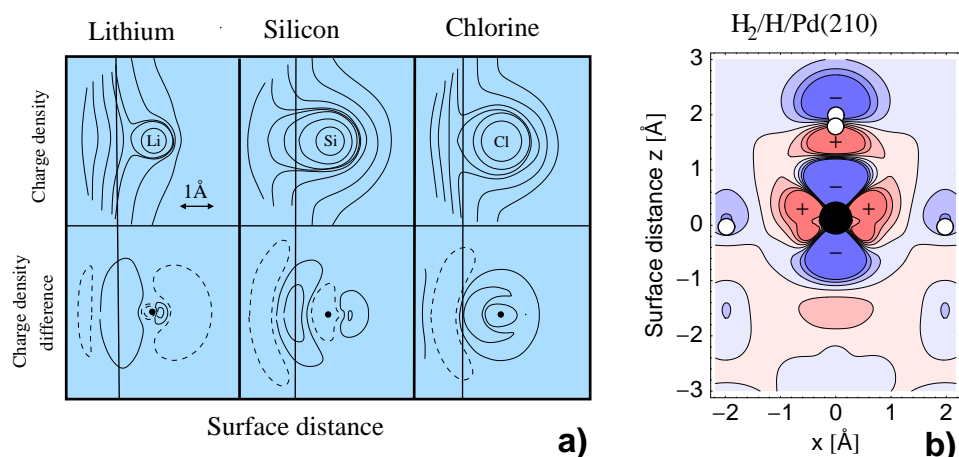 Lithium
Silicon
Chlorine
Charge density
Li
Si
Cl
1Å
Charge density
difference
Surface distance
a)
H₂/H/Pd(210)
Surface distance z [Å]
3
2
1
0
−1
−2
−3
−
+
−
+
+
−
−2
−1
0
1
2
x [Å]
b)